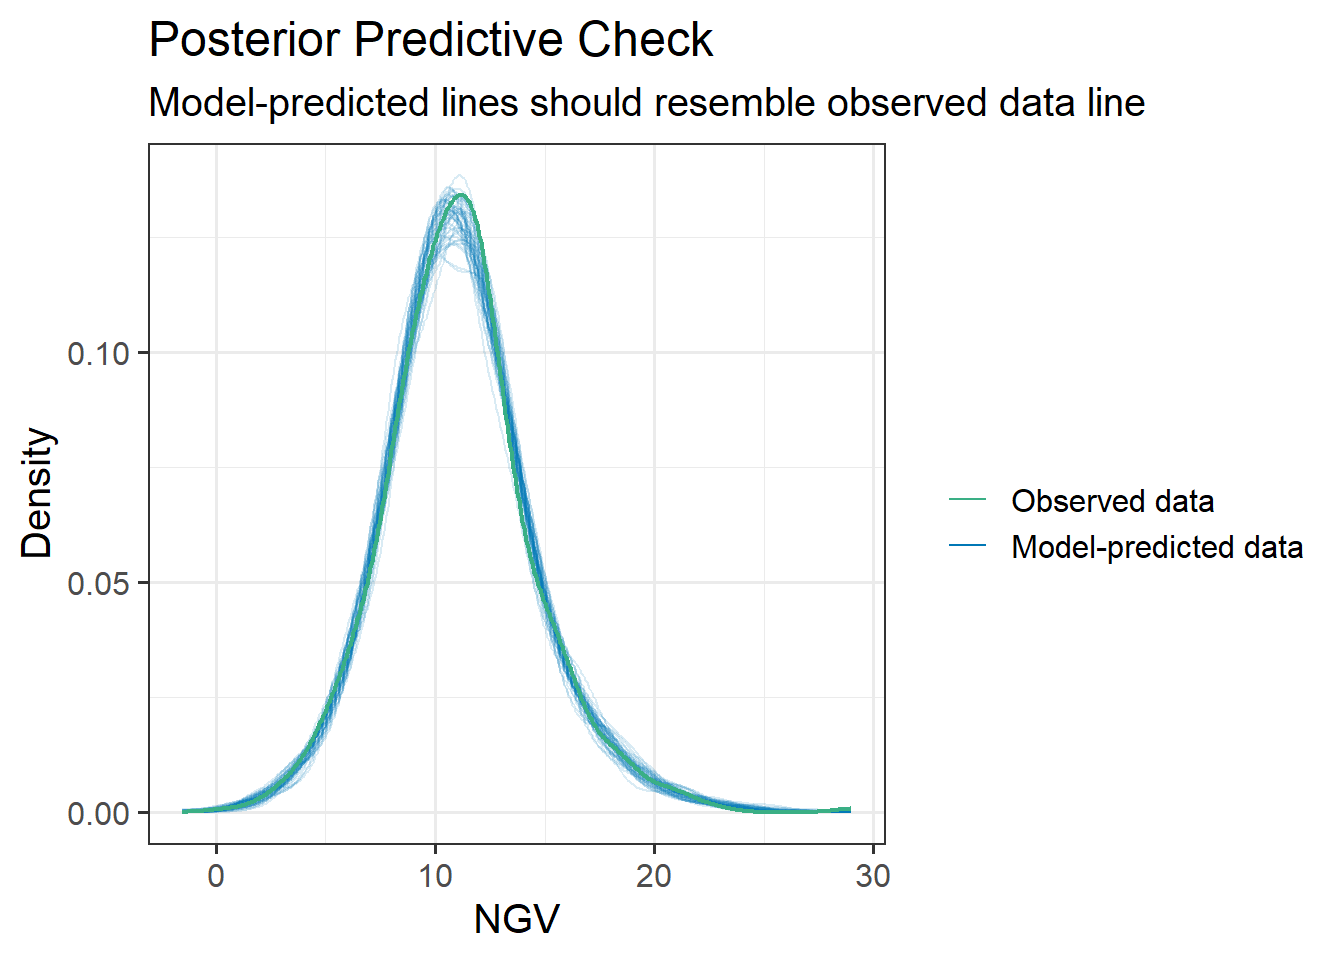 Posterior Predictive Check
Model-predicted lines should resemble observed data line
Density
0.10
0.05
0.00
0
10
20
30
NGV
Observed data
Model-predicted data